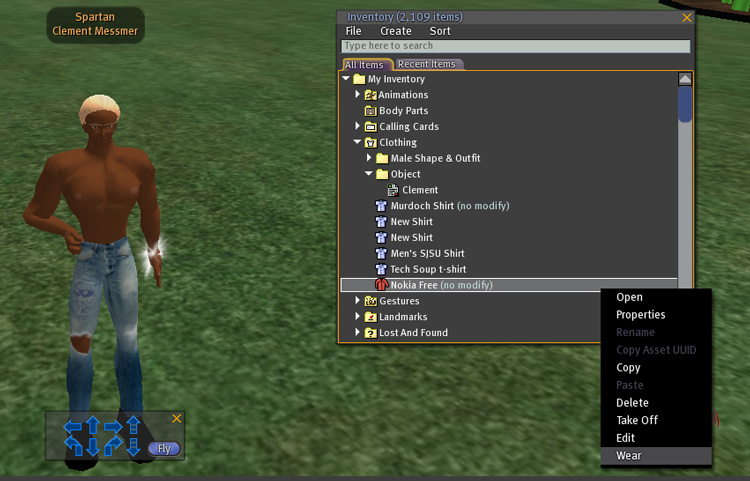 Spartan
Clement Messmer
Inventory (2,109 items)
File Create Sort
Type here to search
All Items Recent Items
My Inventory
Animations
Body Parts
Calling Cards
Clothing
Male Shape & Outfit
Object
Clement
Murdoch Shirt (no modify)
New Shirt
New Shirt
Men's SJSU Shirt
Tech Soup t-shirt
Nokia Free (no modify)
Gestures
Landmarks
Lost And Found
Open
Properties
Rename
Copy Asset UUID
Copy
Paste
Delete
Take Off
Edit
Wear
Fly